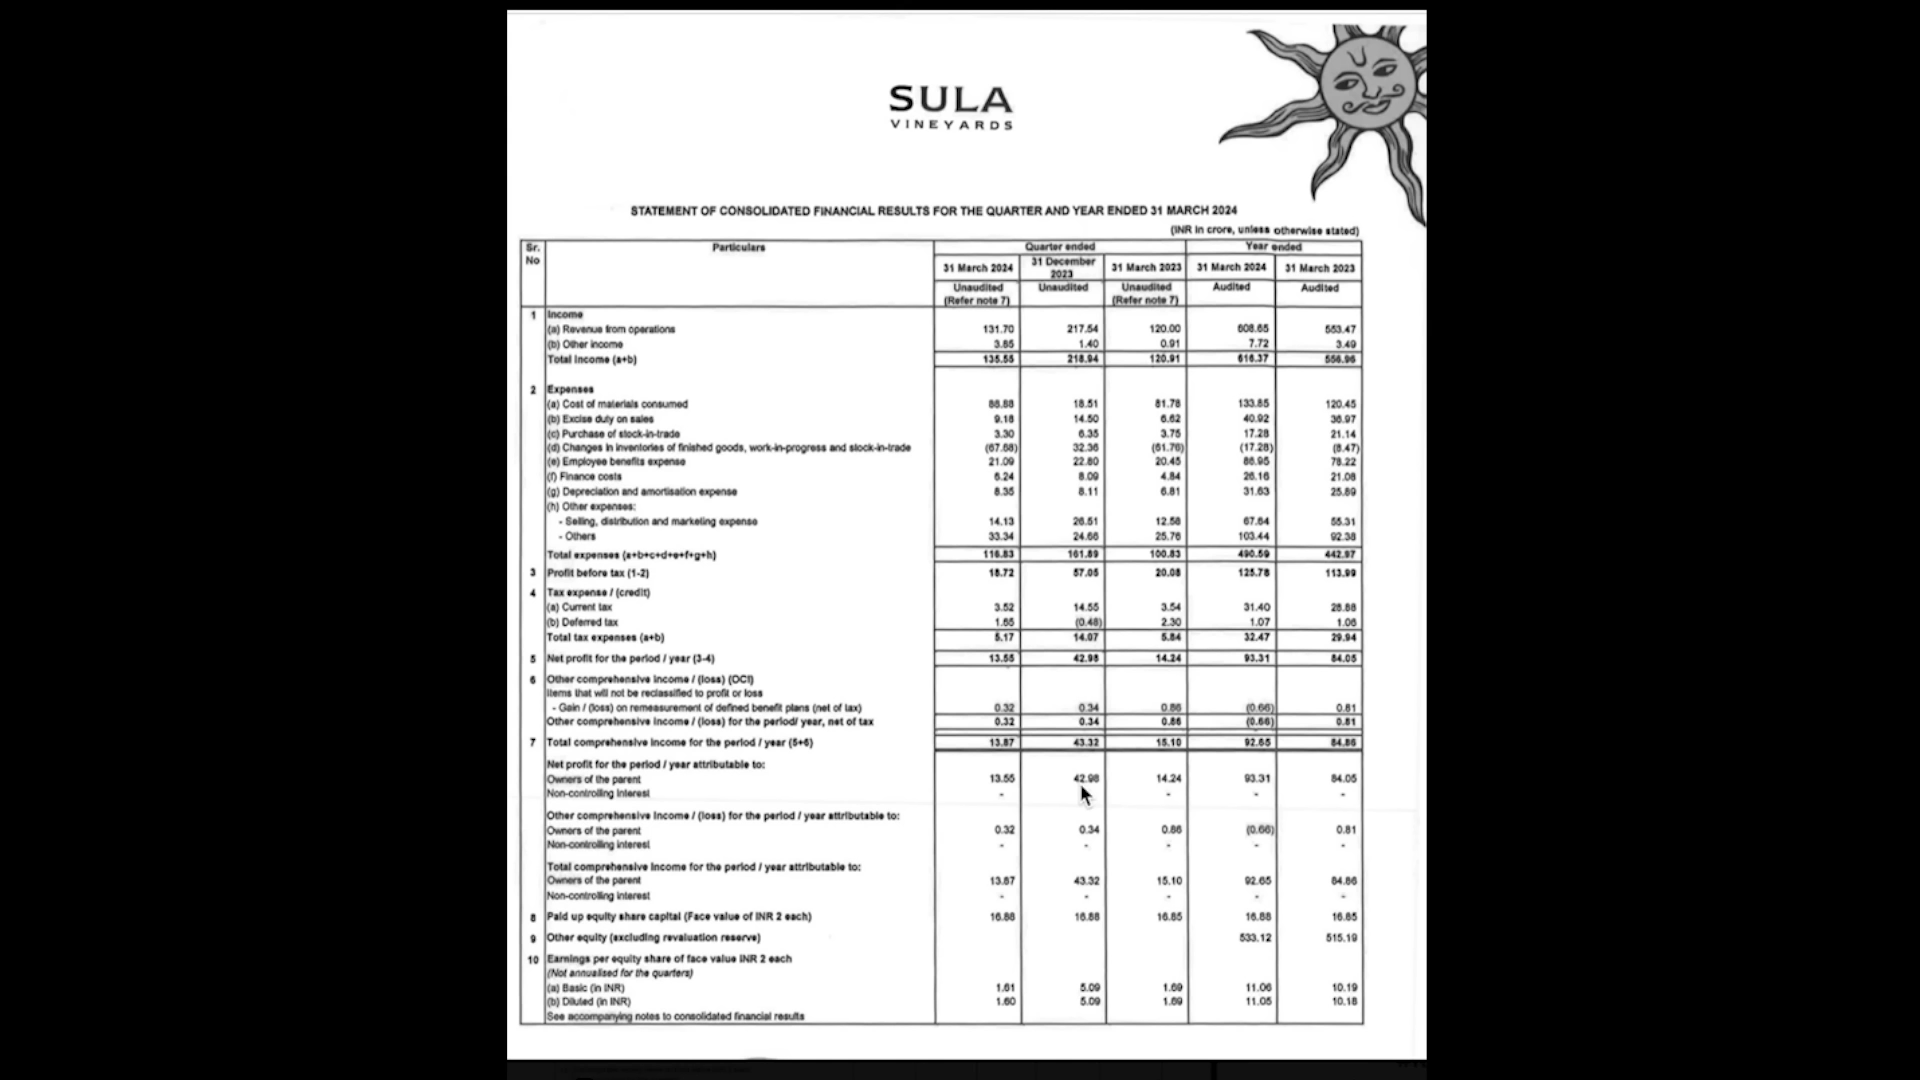 SULA
VINEYARDS
STATEMENT OF CONSOLIDATED FINANCIAL RESULTS FOR THE QUARTER AND YEAR ENDED 31 MARCH 2024
(INR in crore, unless otherwise stated)
Sr. No Particulars Quarter ended Year ended
31 March 2024 31 December 2023 31 March 2023 31 March 2024 31 March 2023
Unaudited (Refer note 7) Unaudited Unaudited (Refer note 7) Audited Audited
1 Income
(a) Revenue from operations 131.70 217.54 120.00 608.65 553.47
(b) Other income 3.85 1.40 0.91 7.72 3.49
Total Income (a+b) 135.55 218.94 120.91 616.37 556.96
2 Expenses
(a) Cost of materials consumed 88.88 18.51 81.78 133.85 120.45
(b) Excise duty on sales 9.18 14.50 6.62 40.92 36.97
(c) Purchase of stock-in-trade 3.30 6.35 3.75 17.28 21.14
(d) Changes in inventories of finished goods, work-in-progress and stock-in-trade (67.68) 32.36 (61.76) (17.28) (8.47)
(e) Employee benefits expense 21.09 22.80 20.45 86.95 78.22
(f) Finance costs 6.24 8.09 4.84 26.16 21.08
(g) Depreciation and amortisation expense 8.35 8.11 6.81 31.63 25.89
(h) Other expenses:
- Selling, distribution and marketing expense 14.13 26.51 12.58 67.64 55.31
- Others 33.34 24.66 25.76 103.44 92.38
Total expenses (a+b+c+d+e+f+g+h) 116.83 161.89 100.83 490.59 442.97
3 Profit before tax (1-2) 18.72 57.05 20.08 125.78 113.99
4 Tax expense / (credit)
(a) Current tax 3.52 14.55 3.54 31.40 28.88
(b) Deferred tax 1.65 (0.48) 2.30 1.07 1.06
Total tax expenses (a+b) 5.17 14.07 5.84 32.47 29.94
5 Net profit for the period / year (3-4) 13.55 42.98 14.24 93.31 84.05
6 Other comprehensive income / (loss) (OCI)
Items that will not be reclassified to profit or loss
- Gain / (loss) on remeasurement of defined benefit plans (net of tax) 0.32 0.34 0.86 (0.66) 0.81
Other comprehensive income / (loss) for the period/ year, net of tax 0.32 0.34 0.86 (0.66) 0.81
7 Total comprehensive income for the period / year (5+6) 13.87 43.32 15.10 92.65 84.86
Net profit for the period / year attributable to:
Owners of the parent 13.55 42.98 14.24 93.31 84.05
Non-controlling interest - - - - -
Other comprehensive income / (loss) for the period / year attributable to:
Owners of the parent 0.32 0.34 0.86 (0.66) 0.81
Non-controlling interest - - - - -
Total comprehensive income for the period / year attributable to:
Owners of the parent 13.87 43.32 15.10 92.65 84.86
Non-controlling interest - - - - -
8 Paid up equity share capital (Face value of INR 2 each) 16.88 16.88 16.85 16.88 16.85
9 Other equity (excluding revaluation reserve) 533.12 515.19
10 Earnings per equity share of face value INR 2 each
(Not annualised for the quarters)
(a) Basic (in INR) 1.61 5.09 1.69 11.06 10.19
(b) Diluted (in INR) 1.60 5.09 1.69 11.05 10.18
See accompanying notes to consolidated financial results